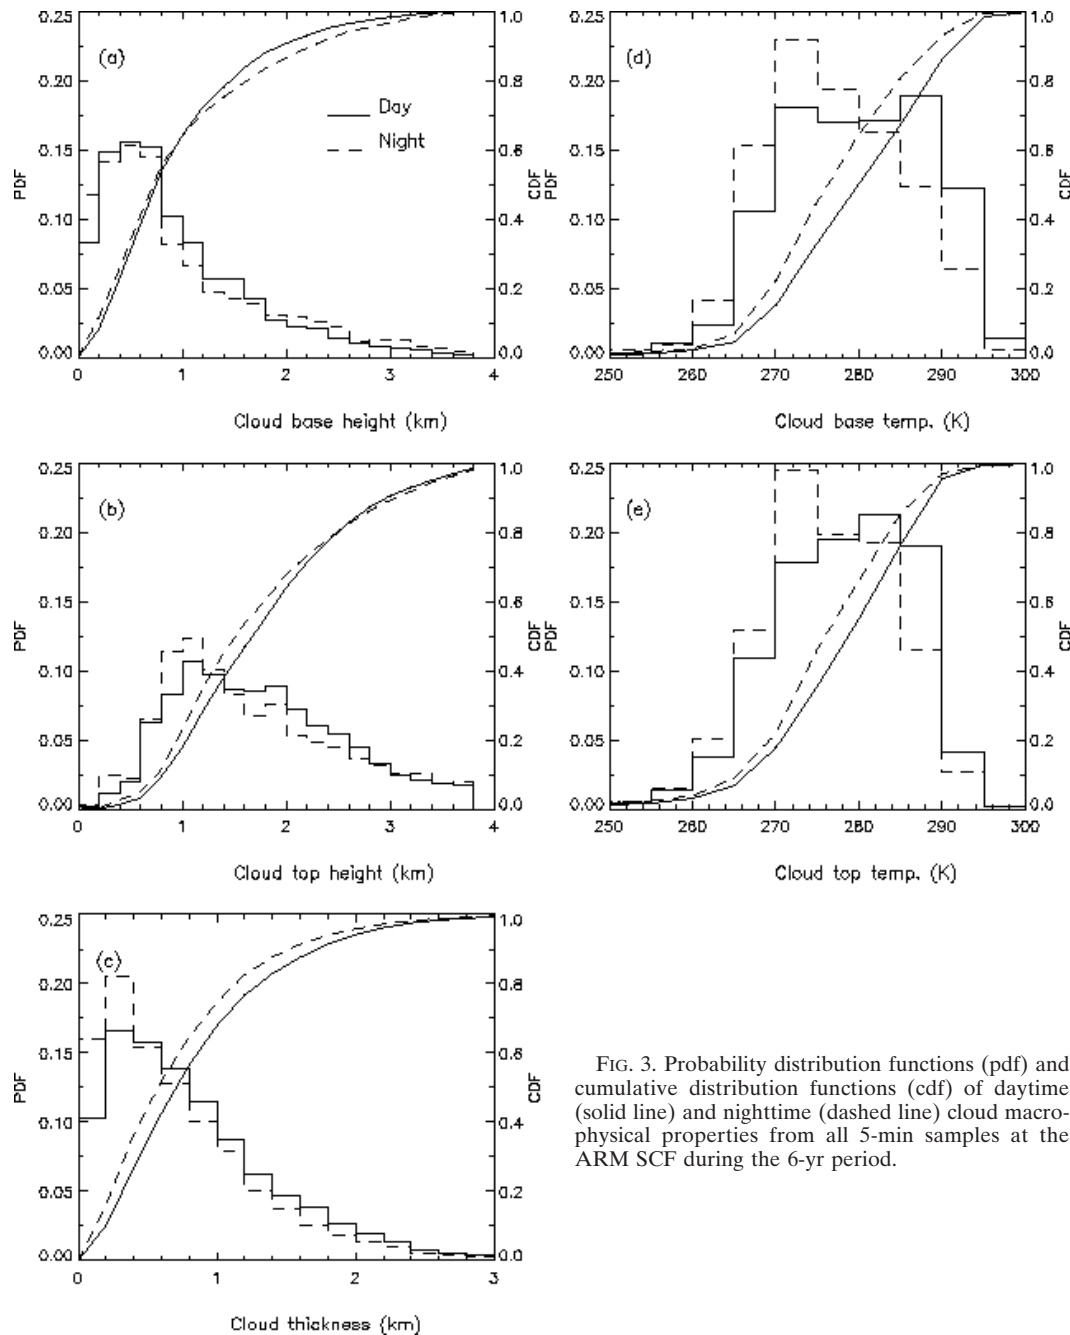 (a)
Day
Night
PDF
0.25
0.20
0.15
0.10
0.05
0.00
1.0
0.8
0.6
0.4
0.2
0.0
CDF
0 1 2 3 4
Cloud base height (km)
(d)
PDF
0.25
0.20
0.15
0.10
0.05
0.00
1.0
0.8
0.6
0.4
0.2
0.0
CDF
250 260 270 280 290 300
Cloud base temp. (K)
(b)
PDF
0.25
0.20
0.15
0.10
0.05
0.00
1.0
0.8
0.6
0.4
0.2
0.0
CDF
0 1 2 3 4
Cloud top height (km)
(e)
PDF
0.25
0.20
0.15
0.10
0.05
0.00
1.0
0.8
0.6
0.4
0.2
0.0
CDF
250 260 270 280 290 300
Cloud top temp. (K)
(c)
PDF
0.25
0.20
0.15
0.10
0.05
0.00
1.0
0.8
0.6
0.4
0.2
0.0
CDF
0 1 2 3
Cloud thickness (km)
FIG. 3. Probability distribution functions (pdf) and
cumulative distribution functions (cdf) of daytime
(solid line) and nighttime (dashed line) cloud macro-
physical properties from all 5-min samples at the
ARM SCF during the 6-yr period.